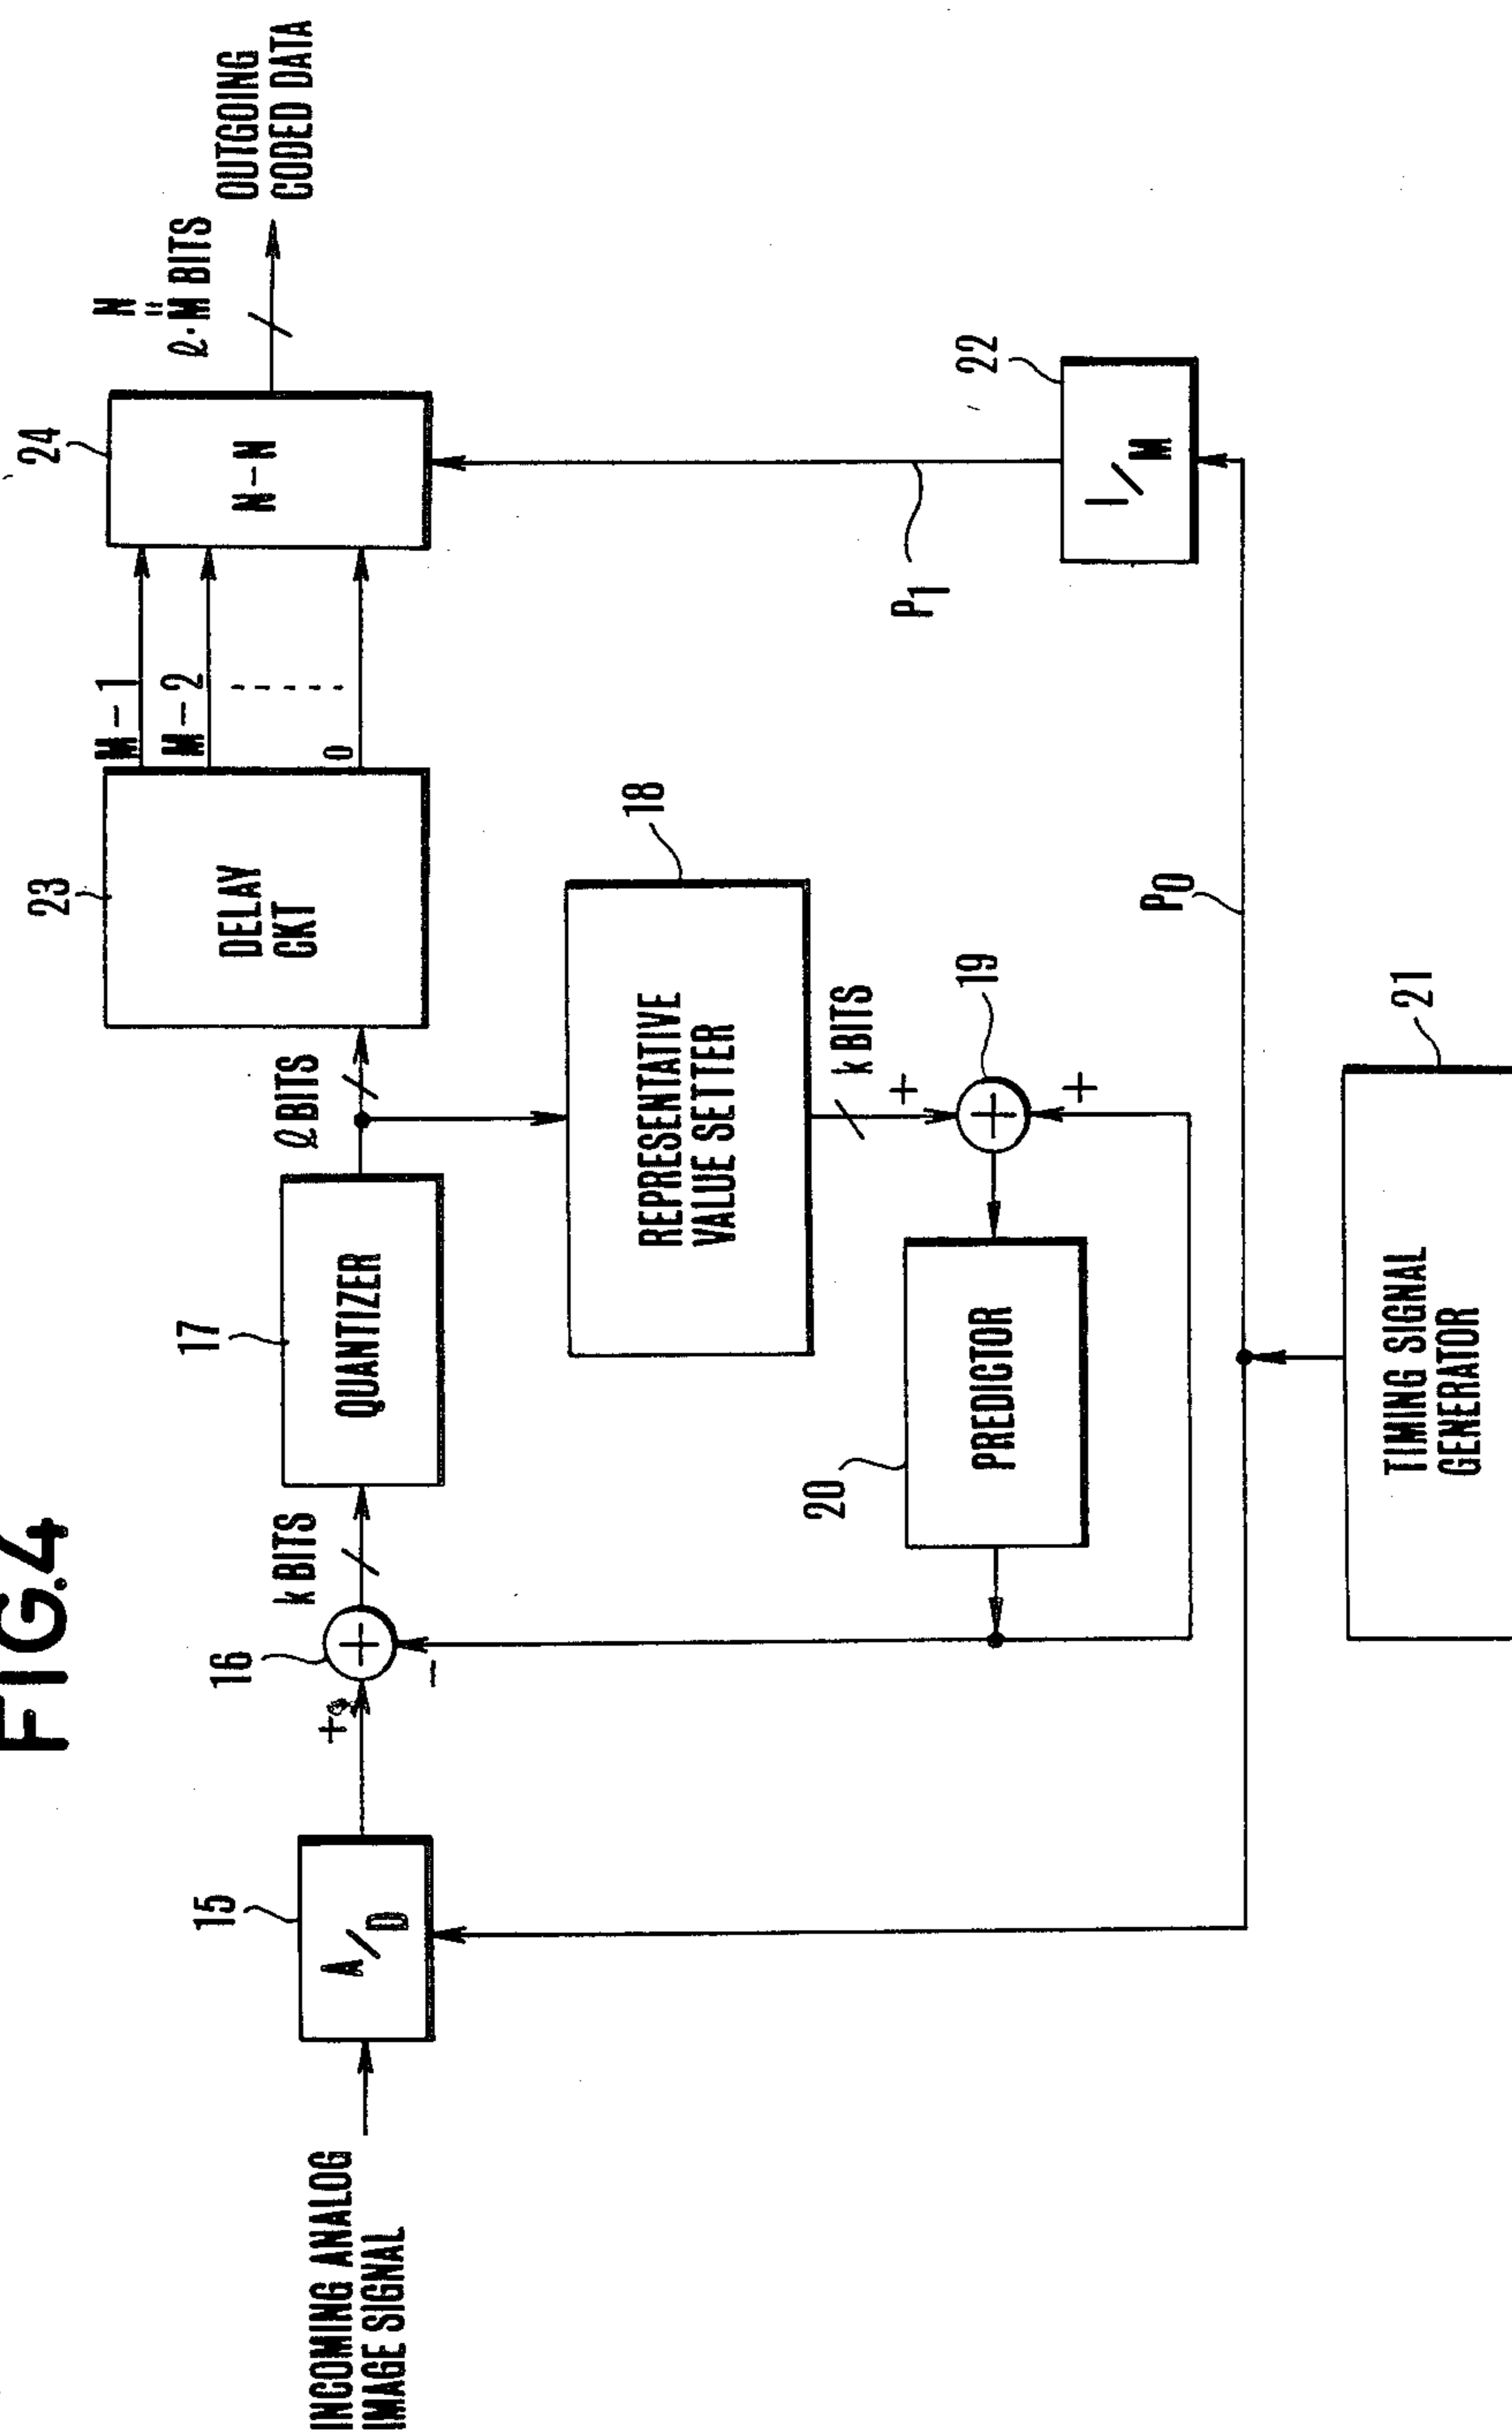 FIG.4
INCOMING ANALOG
IMAGE SIGNAL
15
A/D
+
16
-
k BITS
17
QUANTIZER
ℓ BITS
23
DELAY
CKT
M-1
M-2
0
24
N-N
N
=
ℓ·M BITS
OUTGOING
CODED DATA
18
REPRESENTATIVE
VALUE SETTER
k BITS
+
19
+
+
20
PREDICTOR
P1
22
1/M
P0
21
TIMING SIGNAL
GENERATOR